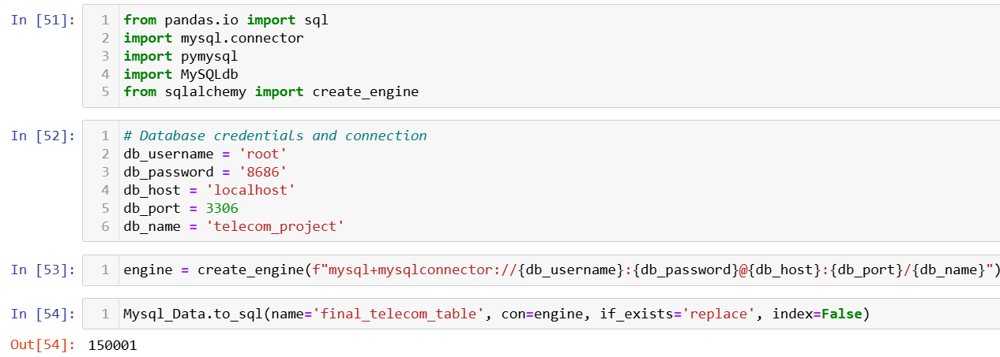 In [51]:
1 from pandas.io import sql
2 import mysql.connector
3 import pymysql
4 import MySQLdb
5 from sqlalchemy import create_engine
In [52]:
1 # Database credentials and connection
2 db_username = 'root'
3 db_password = '8686'
4 db_host = 'localhost'
5 db_port = 3306
6 db_name = 'telecom_project'
In [53]:
1 engine = create_engine(f"mysql+mysqlconnector://{db_username}:{db_password}@{db_host}:{db_port}/{db_name}")
In [54]:
1 Mysql_Data.to_sql(name='final_telecom_table', con=engine, if_exists='replace', index=False)
Out[54]: 150001